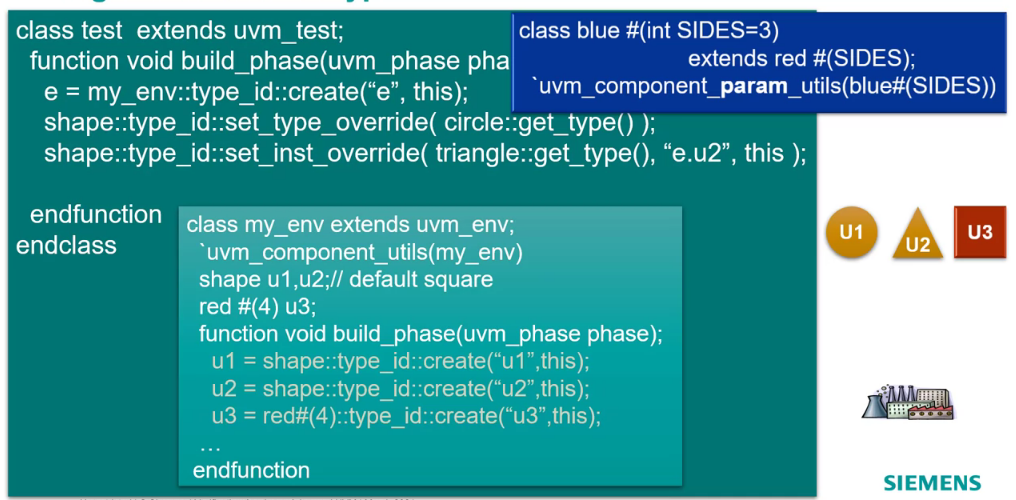 class test extends uvm_test;
function void build_phase(uvm_phase pha
e = my_env::type_id::create(“e”, this);
shape::type_id::set_type_override( circle::get_type() );
shape::type_id::set_inst_override( triangle::get_type(), “e.u2”, this );
endfunction
endclass
class blue #(int SIDES=3)
extends red #(SIDES);
`uvm_component_param_utils(blue#(SIDES))
class my_env extends uvm_env;
`uvm_component_utils(my_env)
shape u1,u2;// default square
red #(4) u3;
function void build_phase(uvm_phase phase);
u1 = shape::type_id::create(“u1”,this);
u2 = shape::type_id::create(“u2”,this);
u3 = red#(4)::type_id::create(“u3”,this);
…
endfunction
U1
U2
U3
SIEMENS